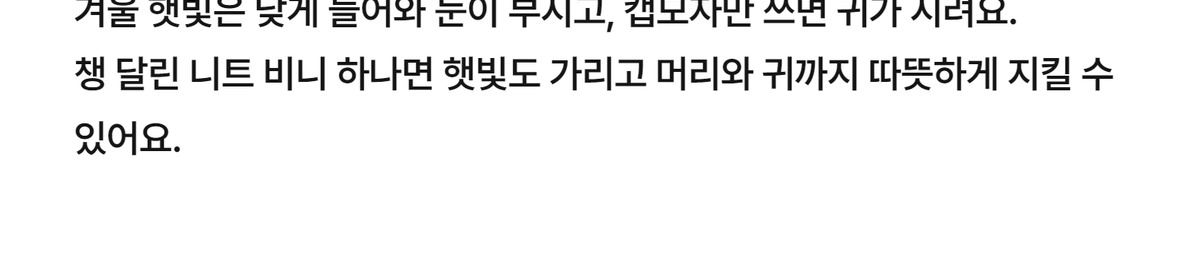 겨울 햇빛은 낮게 들어와 눈이 부시고, 캡모자만 쓰면 귀가 시려요.
챙 달린 니트 비니 하나면 햇빛도 가리고 머리와 귀까지 따뜻하게 지킬 수
있어요.